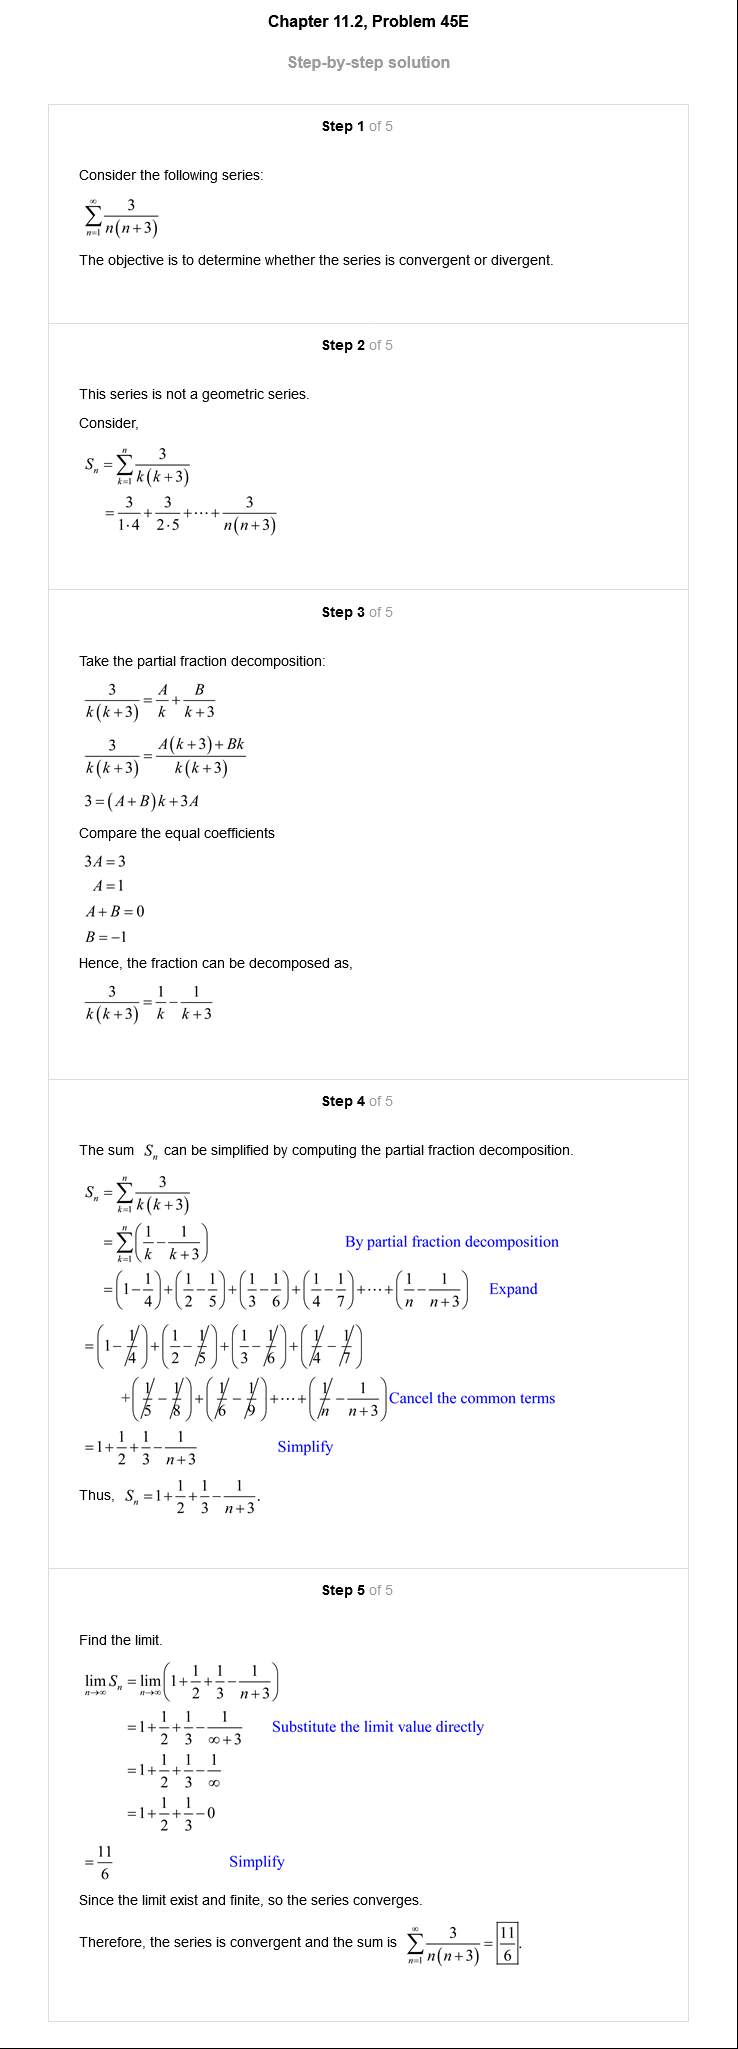 Chapter 11.2, Problem 45E
Step-by-step solution
Step 1 of 5
Consider the following series:
\sum_{n=1}^{\infty} \frac{3}{n(n+3)}
The objective is to determine whether the series is convergent or divergent.
Step 2 of 5
This series is not a geometric series.
Consider,
S_n = \sum_{k=1}^{n} \frac{3}{k(k+3)}
= \frac{3}{1 \cdot 4} + \frac{3}{2 \cdot 5} + \cdots + \frac{3}{n(n+3)}
Step 3 of 5
Take the partial fraction decomposition:
\frac{3}{k(k+3)} = \frac{A}{k} + \frac{B}{k+3}
\frac{3}{k(k+3)} = \frac{A(k+3)+Bk}{k(k+3)}
3 = (A+B)k + 3A
Compare the equal coefficients
3A = 3
A = 1
A + B = 0
B = -1
Hence, the fraction can be decomposed as,
\frac{3}{k(k+3)} = \frac{1}{k} - \frac{1}{k+3}
Step 4 of 5
The sum S_n can be simplified by computing the partial fraction decomposition.
S_n = \sum_{k=1}^{n} \frac{3}{k(k+3)}
= \sum_{k=1}^{n} \left( \frac{1}{k} - \frac{1}{k+3} \right) By partial fraction decomposition
= \left( 1 - \frac{1}{4} \right) + \left( \frac{1}{2} - \frac{1}{5} \right) + \left( \frac{1}{3} - \frac{1}{6} \right) + \left( \frac{1}{4} - \frac{1}{7} \right) + \cdots + \left( \frac{1}{n} - \frac{1}{n+3} \right) Expand
= \left( 1 - \frac{1}{4} \right) + \left( \frac{1}{2} - \frac{1}{5} \right) + \left( \frac{1}{3} - \frac{1}{6} \right) + \left( \frac{1}{4} - \frac{1}{7} \right)
+ \left( \frac{1}{5} - \frac{1}{8} \right) + \left( \frac{1}{6} - \frac{1}{9} \right) + \cdots + \left( \frac{1}{n} - \frac{1}{n+3} \right) Cancel the common terms
= 1 + \frac{1}{2} + \frac{1}{3} - \frac{1}{n+3} Simplify
Thus, S_n = 1 + \frac{1}{2} + \frac{1}{3} - \frac{1}{n+3}.
Step 5 of 5
Find the limit.
\lim_{n \to \infty} S_n = \lim_{n \to \infty} \left( 1 + \frac{1}{2} + \frac{1}{3} - \frac{1}{n+3} \right)
= 1 + \frac{1}{2} + \frac{1}{3} - \frac{1}{\infty+3} Substitute the limit value directly
= 1 + \frac{1}{2} + \frac{1}{3} - \frac{1}{\infty}
= 1 + \frac{1}{2} + \frac{1}{3} - 0
= \frac{11}{6} Simplify
Since the limit exist and finite, so the series converges.
Therefore, the series is convergent and the sum is \sum_{n=1}^{\infty} \frac{3}{n(n+3)} = \boxed{\frac{11}{6}}.